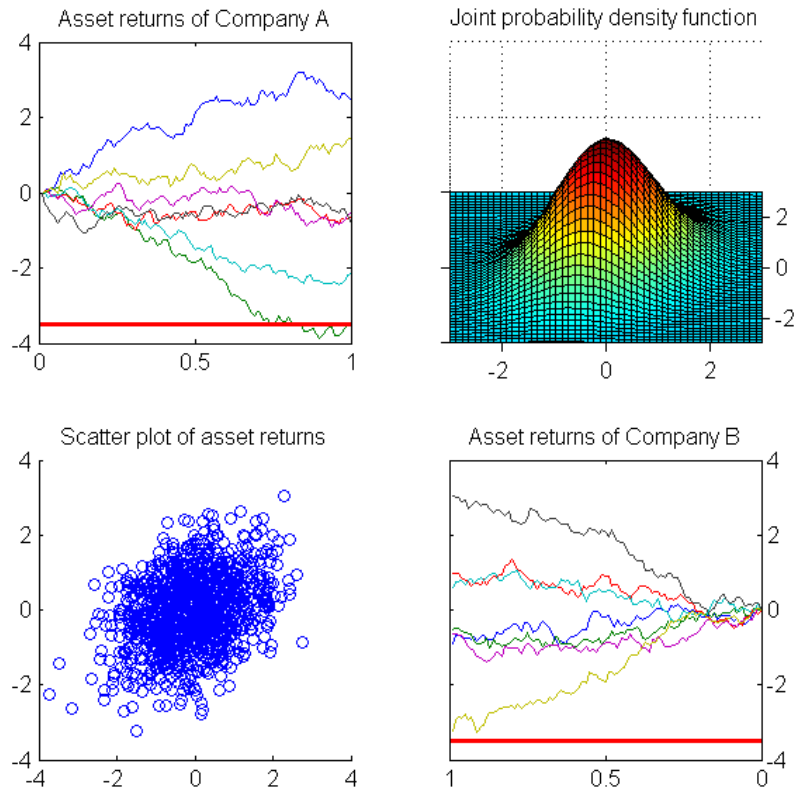 Asset returns of Company A
4
2
0
-2
-4
0 0.5 1
Joint probability density function
2
0
-2
-2 0 2
Scatter plot of asset returns
4
2
0
-2
-4
-4 -2 0 2 4
Asset returns of Company B
4
2
0
-2
-4
1 0.5 0